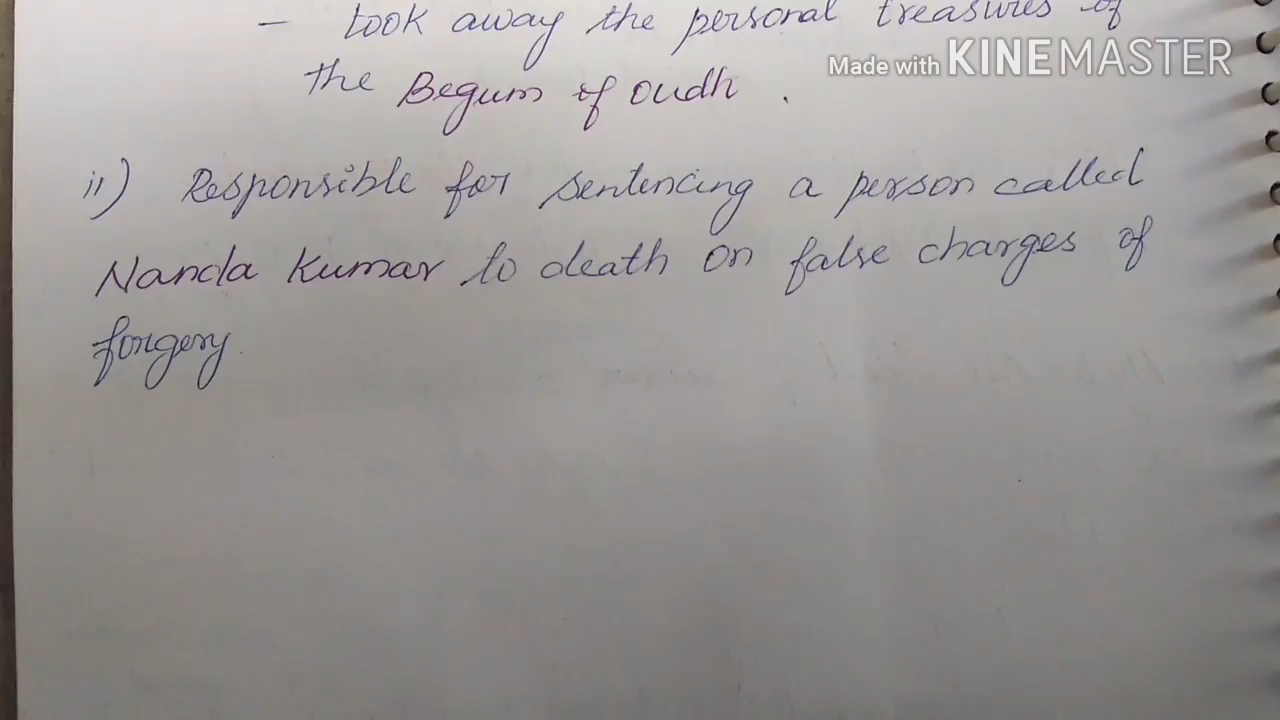 - took away the personal treasures of
Made with KINEMASTER
the Begum of oudh .
ii) Responsible for sentencing a person called
Nanda Kumar to death on false charges of
forgery.